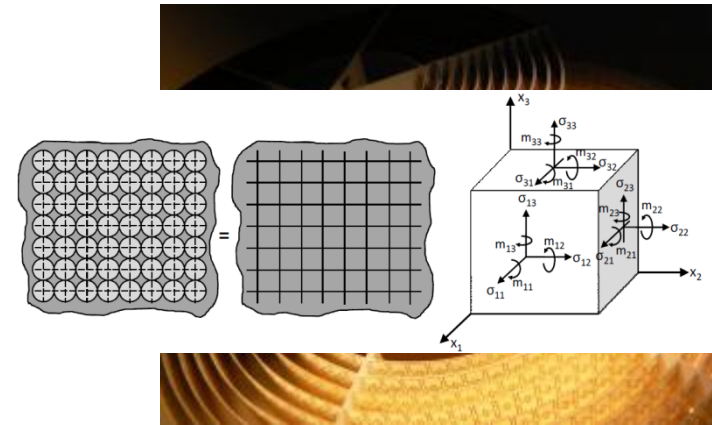 =
x₃
σ₃₃
m₃₃
m₃₂
σ₃₂
σ₃₁
m₃₁
σ₁₃
σ₂₃
m₂₃
m₂₂
σ₂₂
m₁₃
m₁₂
σ₁₂
σ₂₁
m₂₁
σ₁₁
m₁₁
x₂
x₁